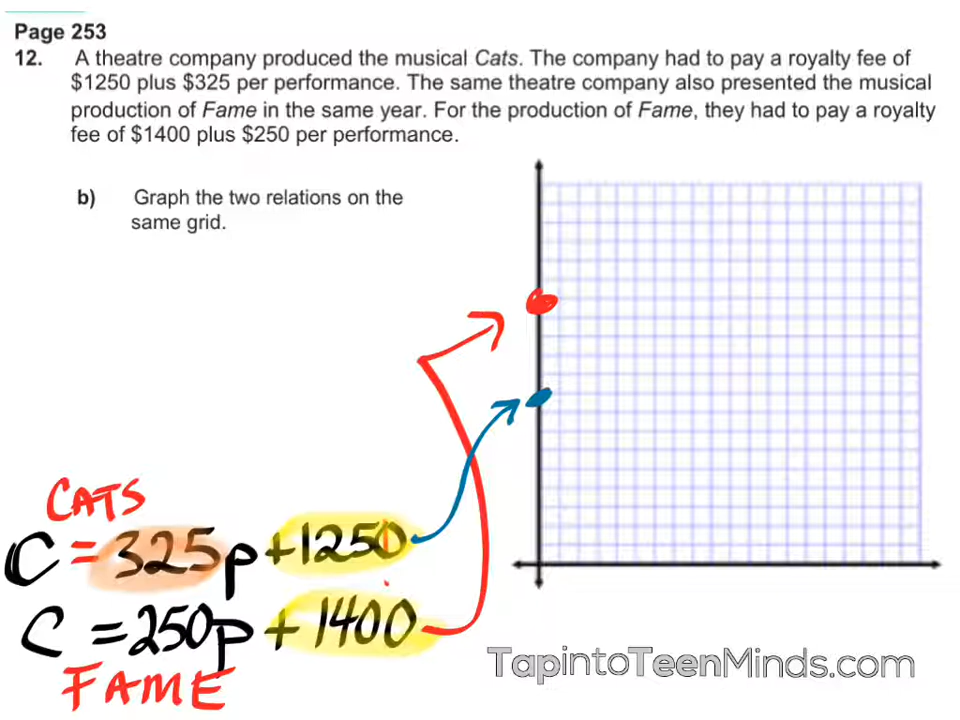 Page 253
12. A theatre company produced the musical Cats. The company had to pay a royalty fee of
$1250 plus $325 per performance. The same theatre company also presented the musical
production of Fame in the same year. For the production of Fame, they had to pay a royalty
fee of $1400 plus $250 per performance.
b) Graph the two relations on the
same grid.
CATS
C = 325p + 1250
C = 250p + 1400
FAME
TapintoTeenMinds.com